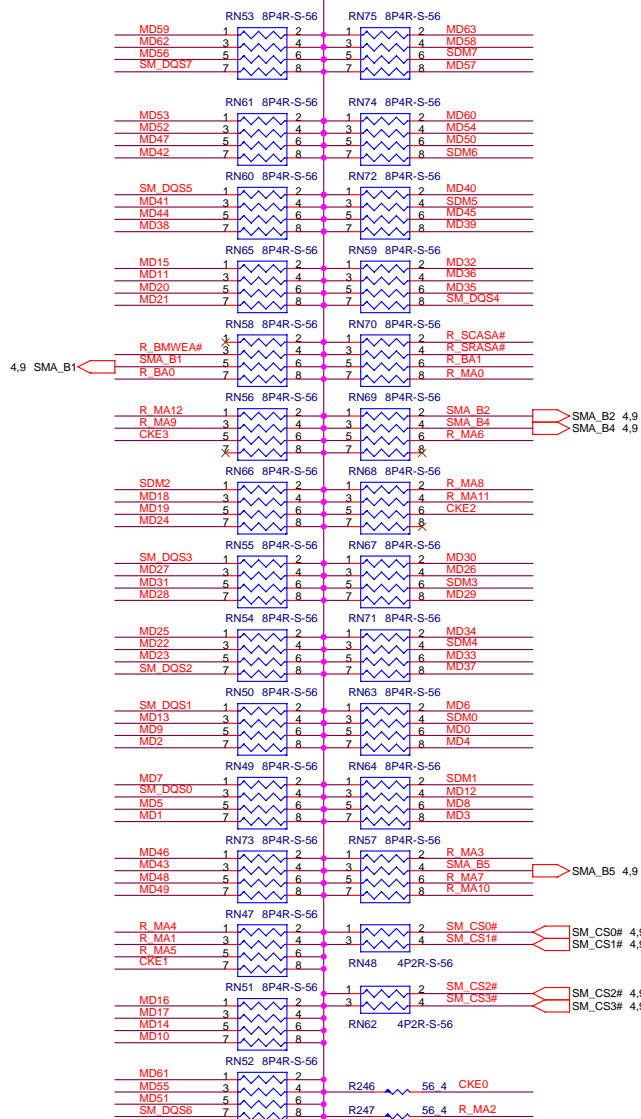 RN53 8P4R-S-56 RN75 8P4R-S-56
MD59 1 2 1 2 MD63
MD62 3 4 3 4 MD58
MD56 5 6 5 6 SDM7
SM_DQS7 7 8 7 8 MD57
RN61 8P4R-S-56 RN74 8P4R-S-56
MD53 1 2 1 2 MD60
MD52 3 4 3 4 MD54
MD47 5 6 5 6 MD50
MD42 7 8 7 8 SDM6
RN60 8P4R-S-56 RN72 8P4R-S-56
SM_DQS5 1 2 1 2 MD40
MD41 3 4 3 4 SDM5
MD44 5 6 5 6 MD45
MD38 7 8 7 8 MD39
RN65 8P4R-S-56 RN59 8P4R-S-56
MD15 1 2 1 2 MD32
MD11 3 4 3 4 MD36
MD20 5 6 5 6 MD35
MD21 7 8 7 8 SM_DQS4
RN58 8P4R-S-56 RN70 8P4R-S-56
1 2 1 2 R_SCASA#
R_BMWEA# 3 4 3 4 R_SRASA#
4,9 SMA_B1 SMA_B1 5 6 5 6 R_BA1
R_BA0 7 8 7 8 R_MA0
RN56 8P4R-S-56 RN69 8P4R-S-56
R_MA12 1 2 1 2 SMA_B2 SMA_B2 4,9
R_MA9 3 4 3 4 SMA_B4 SMA_B4 4,9
CKE3 5 6 5 6 R_MA6
7 8 7 8
RN66 8P4R-S-56 RN68 8P4R-S-56
SDM2 1 2 1 2 R_MA8
MD18 3 4 3 4 R_MA11
MD19 5 6 5 6 CKE2
MD24 7 8 7 8
RN55 8P4R-S-56 RN67 8P4R-S-56
SM_DQS3 1 2 1 2 MD30
MD27 3 4 3 4 MD26
MD31 5 6 5 6 SDM3
MD28 7 8 7 8 MD29
RN54 8P4R-S-56 RN71 8P4R-S-56
MD25 1 2 1 2 MD34
MD22 3 4 3 4 SDM4
MD23 5 6 5 6 MD33
SM_DQS2 7 8 7 8 MD37
RN50 8P4R-S-56 RN63 8P4R-S-56
SM_DQS1 1 2 1 2 MD6
MD13 3 4 3 4 SDM0
MD9 5 6 5 6 MD0
MD2 7 8 7 8 MD4
RN49 8P4R-S-56 RN64 8P4R-S-56
MD7 1 2 1 2 SDM1
SM_DQS0 3 4 3 4 MD12
MD5 5 6 5 6 MD8
MD1 7 8 7 8 MD3
RN73 8P4R-S-56 RN57 8P4R-S-56
MD46 1 2 1 2 R_MA3
MD43 3 4 3 4 SMA_B5 SMA_B5 4,9
MD48 5 6 5 6 R_MA7
MD49 7 8 7 8 R_MA10
RN47 8P4R-S-56
R_MA4 1 2 1 2 SM_CS0# SM_CS0# 4,9
R_MA1 3 4 3 4 SM_CS1# SM_CS1# 4,9
R_MA5 5 6 RN48 4P2R-S-56
CKE1 7 8
RN51 8P4R-S-56 1 2 SM_CS2# SM_CS2# 4,9
MD16 1 2 3 4 SM_CS3# SM_CS3# 4,9
MD17 3 4 RN62 4P2R-S-56
MD14 5 6
MD10 7 8
RN52 8P4R-S-56
MD61 1 2
MD55 3 4 R246 56_4 CKE0
MD51 5 6
SM_DQS6 7 8 R247 56_4 R_MA2